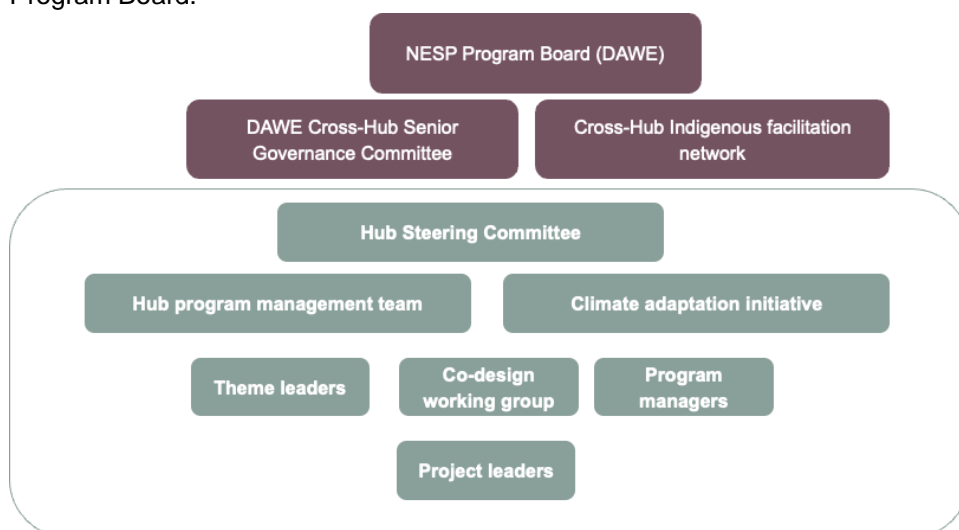 Program Board.
NESP Program Board (DAWE)
DAWE Cross-Hub Senior
Governance Committee
Cross-Hub Indigenous facilitation
network
Hub Steering Committee
Hub program management team
Climate adaptation initiative
Theme leaders
Co-design
working group
Program
managers
Project leaders